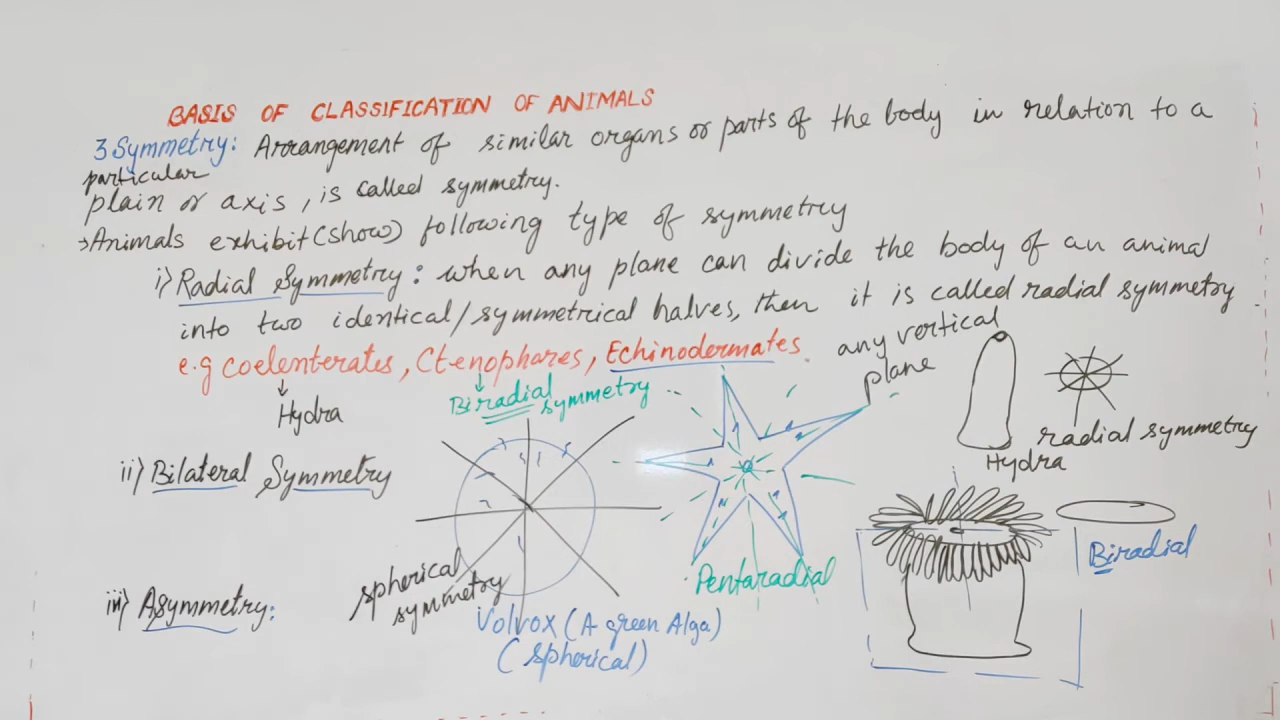 BASIS OF CLASSIFICATION OF ANIMALS
3 Symmetry: Arrangement of similar organs or parts of the body in relation to a
particular
plain or axis, is called symmetry.
→Animals exhibit (show) following type of symmetry
i) Radial Symmetry: when any plane can divide the body of an animal
into two identical/symmetrical halves, then it is called radial symmetry
e.g coelenterates, Ctenophares, Echinodermates.
any vertical
plane
↓
Hydra
↓
Biradial
symmetry
radial symmetry
Hydra
ii) Bilateral Symmetry
Biradial
Pentaradial
spherical
symmetry
iii) Asymmetry:
Volvox (A green Alga)
(spherical)